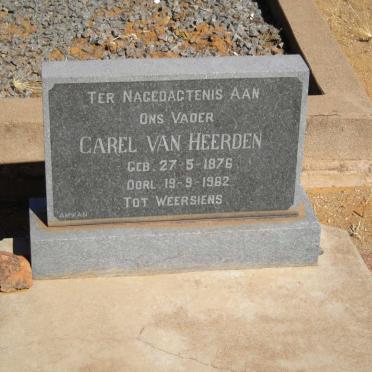 TER NAGEDAGTENIS AAN
ONS VADER
CAREL VAN HEERDEN
GEB. 27-5-1876
OORL. 19-9-1962
TOT WEERSIENS